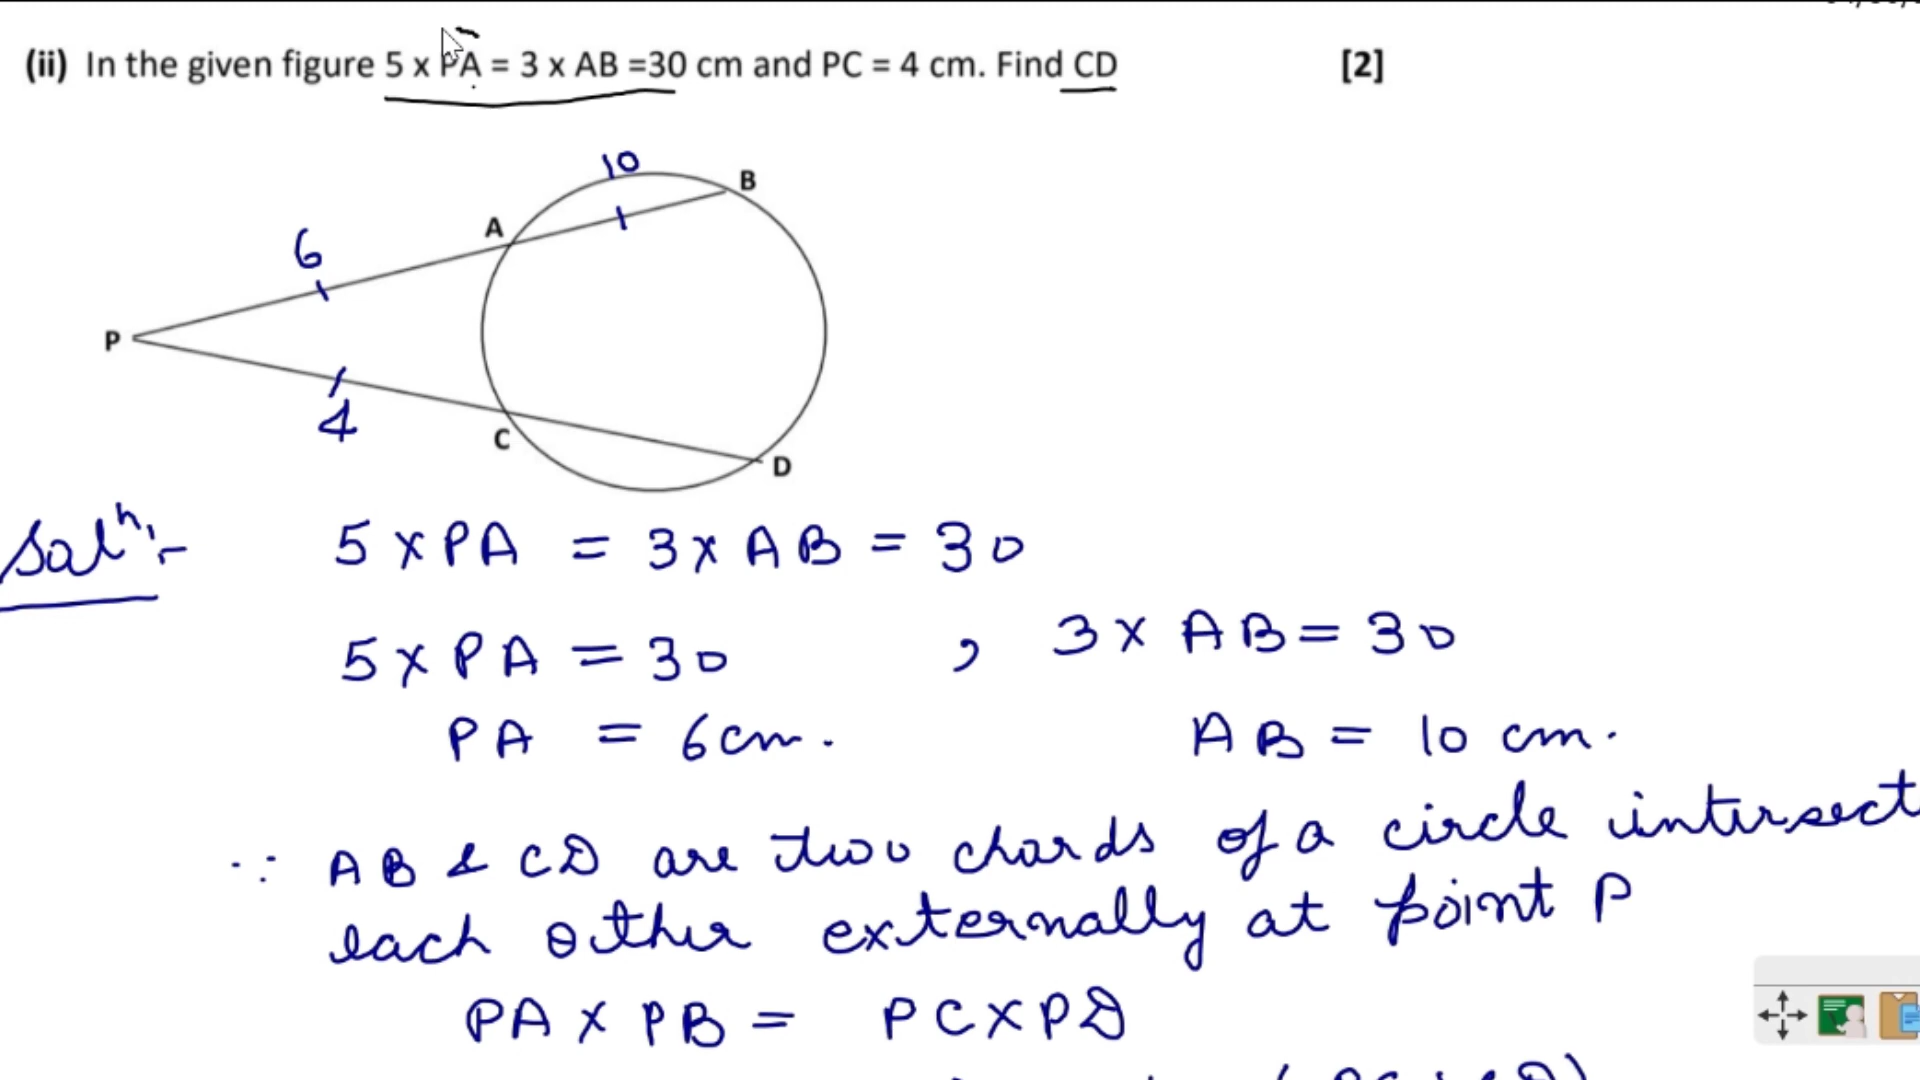 (ii) In the given figure 5 x PA = 3 x AB =30 cm and PC = 4 cm. Find CD [2]
10
B
A
6
P
4
C
D
Solⁿ:-
5 × PA = 3 × AB = 30
5 × PA = 30 , 3 × AB = 30
PA = 6 cm. AB = 10 cm.
∵ AB & CD are two chords of a circle intersect
each other externally at point P
PA × PB = PC × PD